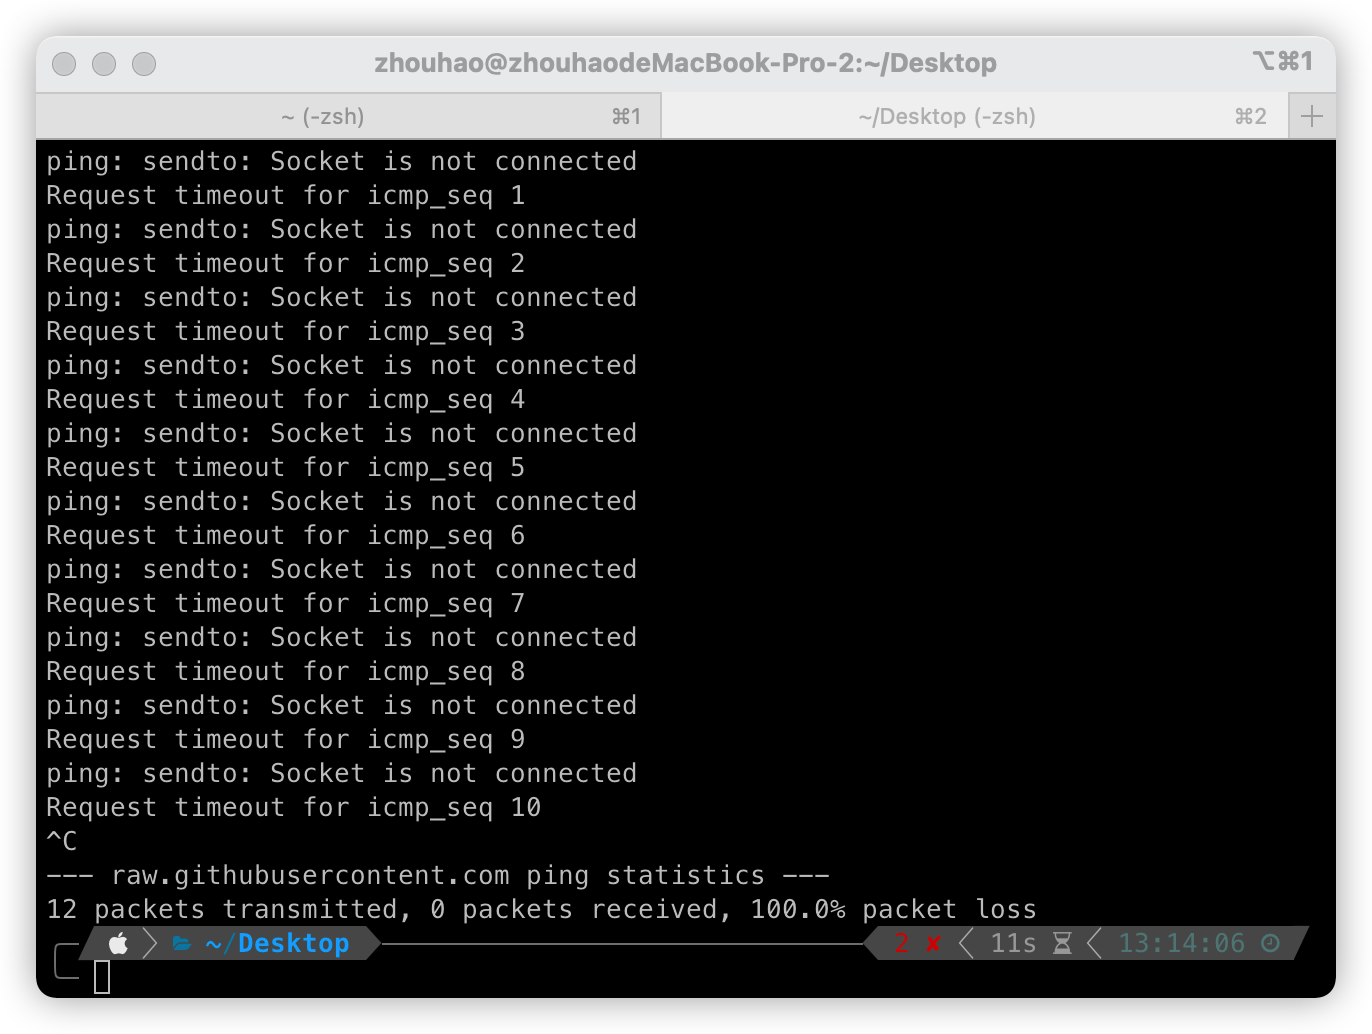 zhouhao@zhouhaodeMacBook-Pro-2:~/Desktop ⌥⌘1
~ (-zsh) ⌘1 ~/Desktop (-zsh) ⌘2 +
ping: sendto: Socket is not connected
Request timeout for icmp_seq 1
ping: sendto: Socket is not connected
Request timeout for icmp_seq 2
ping: sendto: Socket is not connected
Request timeout for icmp_seq 3
ping: sendto: Socket is not connected
Request timeout for icmp_seq 4
ping: sendto: Socket is not connected
Request timeout for icmp_seq 5
ping: sendto: Socket is not connected
Request timeout for icmp_seq 6
ping: sendto: Socket is not connected
Request timeout for icmp_seq 7
ping: sendto: Socket is not connected
Request timeout for icmp_seq 8
ping: sendto: Socket is not connected
Request timeout for icmp_seq 9
ping: sendto: Socket is not connected
Request timeout for icmp_seq 10
^C
--- raw.githubusercontent.com ping statistics ---
12 packets transmitted, 0 packets received, 100.0% packet loss
~/Desktop 2 ✘ 11s 13:14:06